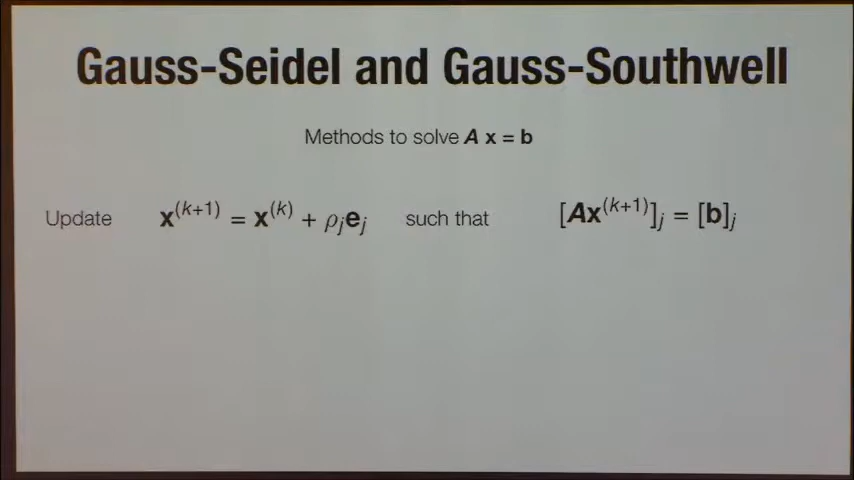 Gauss-Seidel and Gauss-Southwell
Methods to solve A x = b
Update x^(k+1) = x^(k) + ρ_j e_j such that [Ax^(k+1)]_j = [b]_j